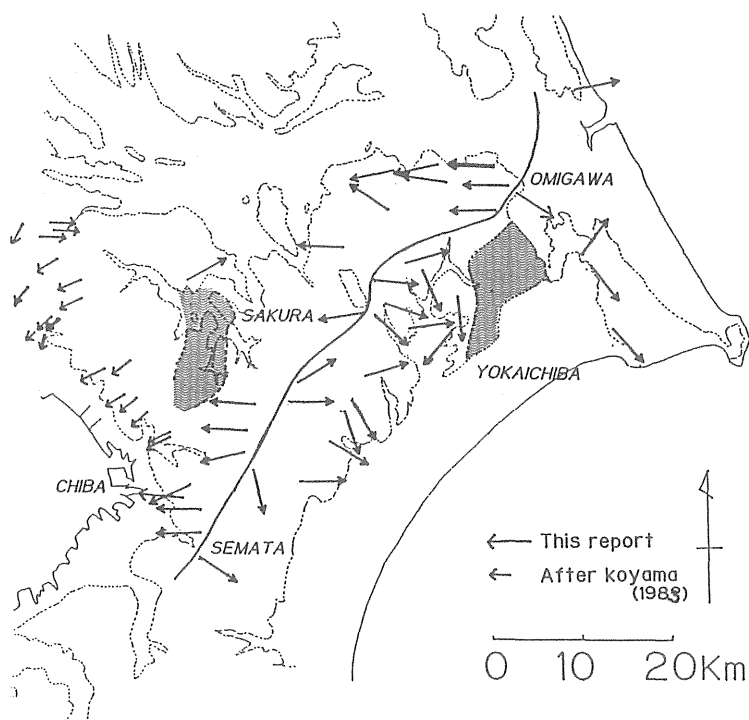 OMIGAWA
SAKURA
YOKAICHIBA
CHIBA
SEMATA
This report
After koyama
(1983)
0 10 20Km